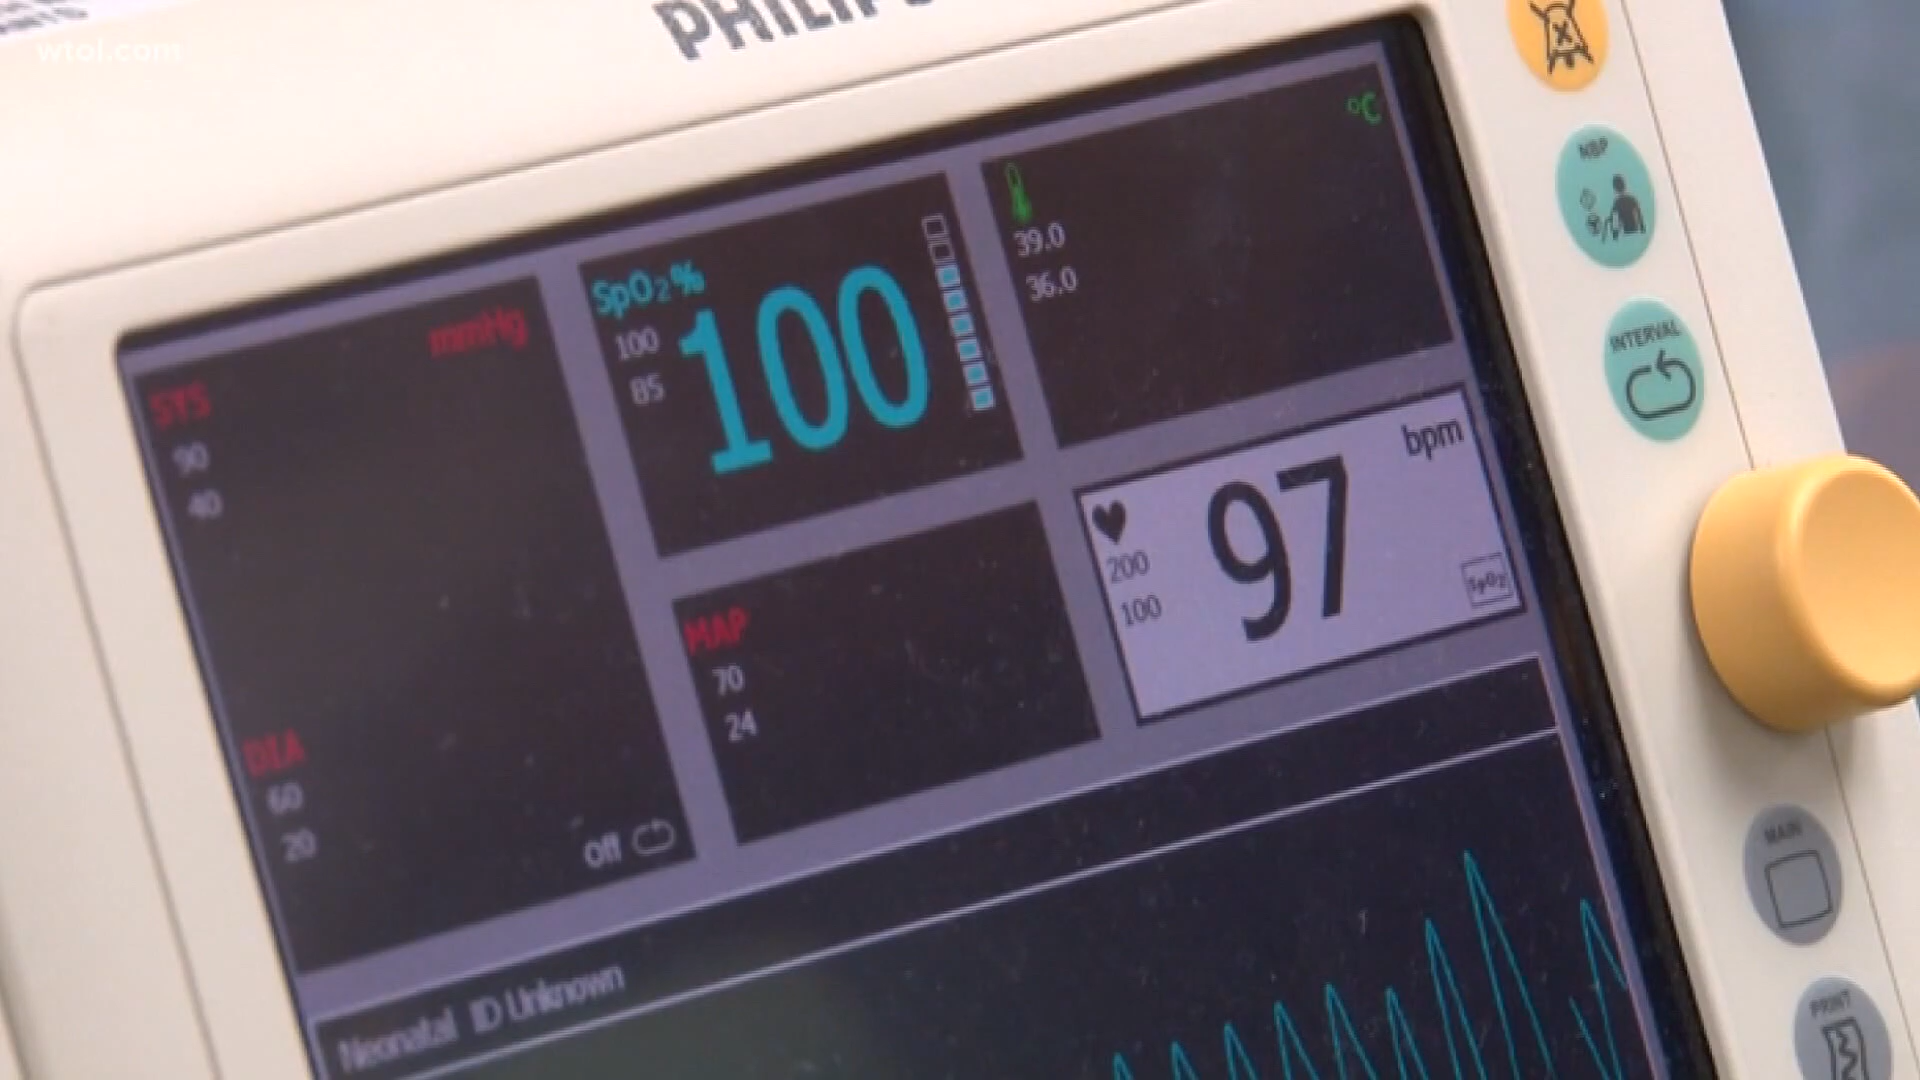 wtol.com
PHILIPS
°C
NBP
SpO₂%
100
39.0
100
mmHg
36.0
85
INTERVAL
SYS
90
40
bpm
97
200
100
SpO₂
MAP
70
24
DIA
60
20
Off
MAIN
Neonatal ID Unknown
PRINT